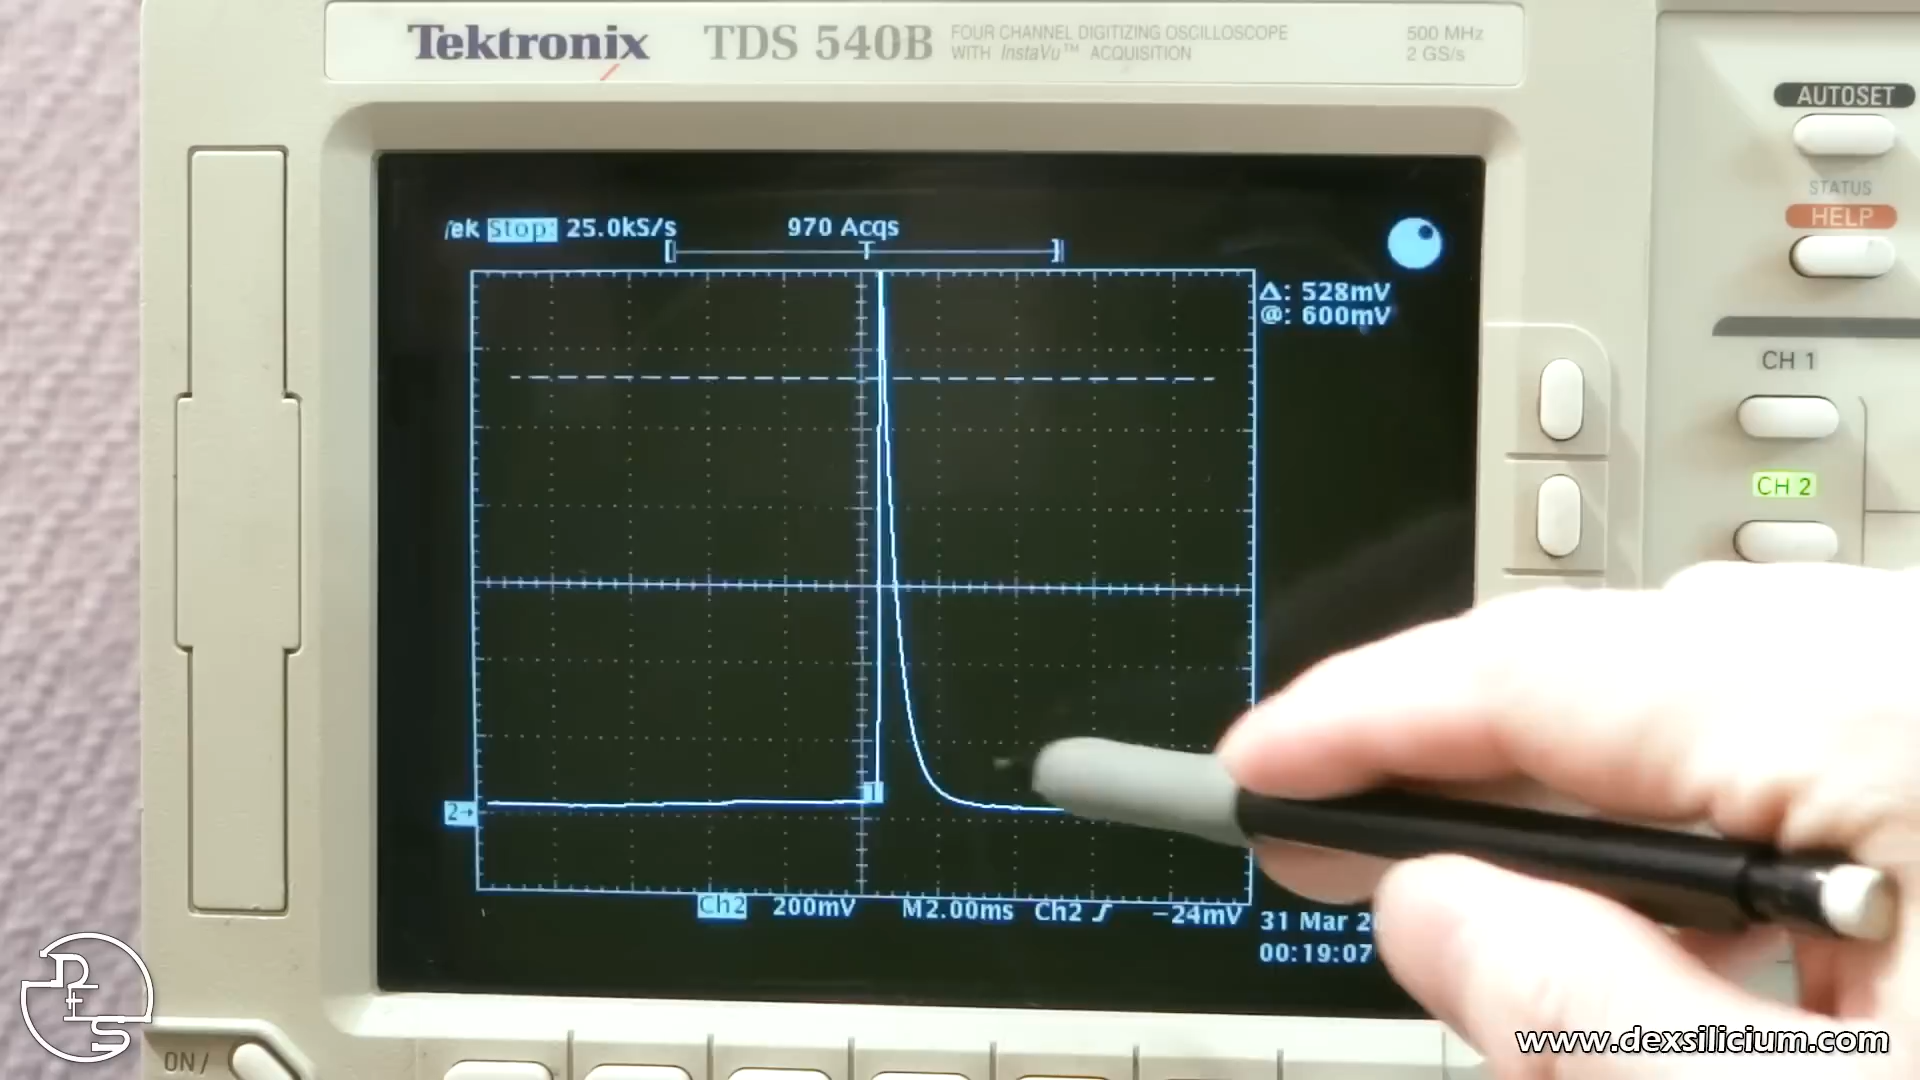 Tektronix TDS 540B FOUR CHANNEL DIGITIZING OSCILLOSCOPE
WITH InstaVu™ ACQUISITION
500 MHz
2 GS/s
AUTOSET
STATUS
HELP
Tek Stop: 25.0kS/s 970 Acqs
T
Δ: 528mV
@: 600mV
CH 1
CH 2
2→
Ch2 200mV M2.00ms Ch2 -24mV
31 Mar
00:19:07
ON/
DES
www.dexsilicium.com